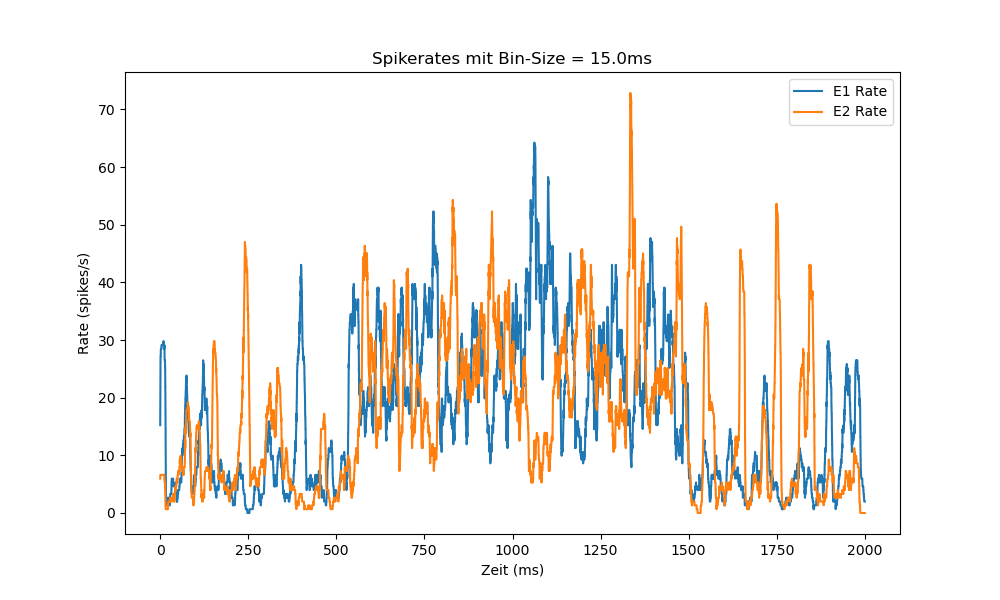 Spikerates mit Bin-Size = 15.0ms
E1 Rate
E2 Rate
Rate (spikes/s)
70
60
50
40
30
20
10
0
0 250 500 750 1000 1250 1500 1750 2000
Zeit (ms)